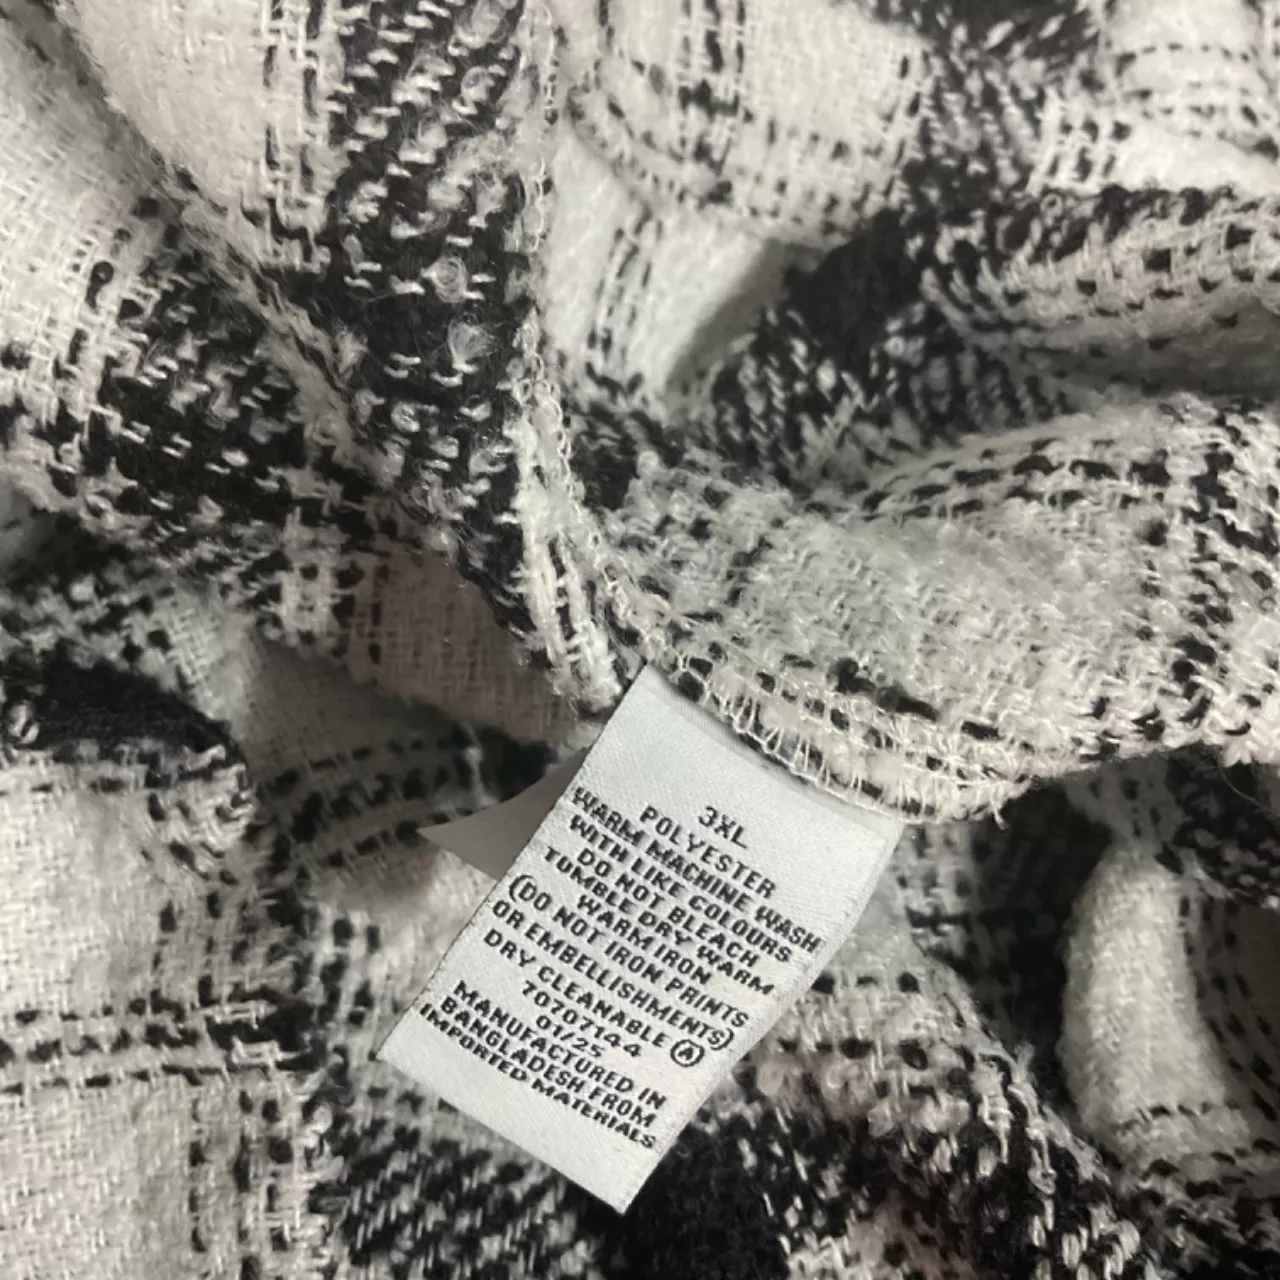 3XL
POLYESTER
WARM MACHINE WASH
WITH LIKE COLOURS
DO NOT BLEACH
TUMBLE DRY WARM
WARM IRON
(DO NOT IRON PRINTS
OR EMBELLISHMENTS)
DRY CLEANABLE Ⓐ
7070144
01/25
MANUFACTURED IN
BANGLADESH FROM
IMPORTED MATERIALS